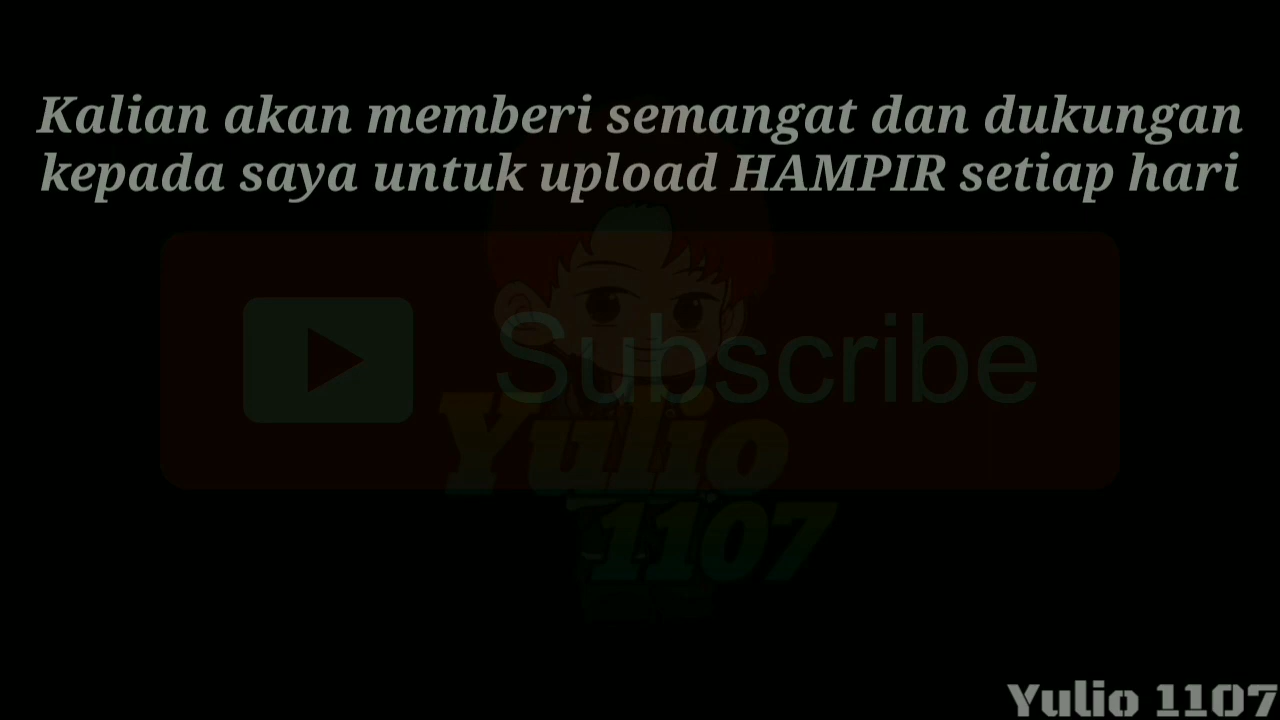 Kalian akan memberi semangat dan dukungan
kepada saya untuk upload HAMPIR setiap hari
Subscribe
Yulio
1107
Yulio 1107